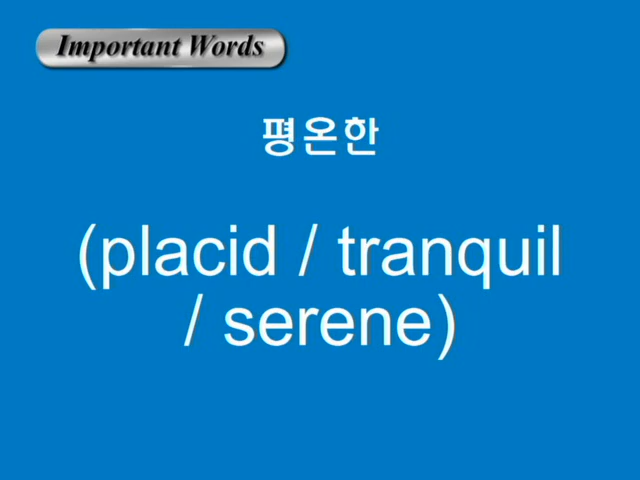 Important Words
평온한
(placid / tranquil
/ serene)